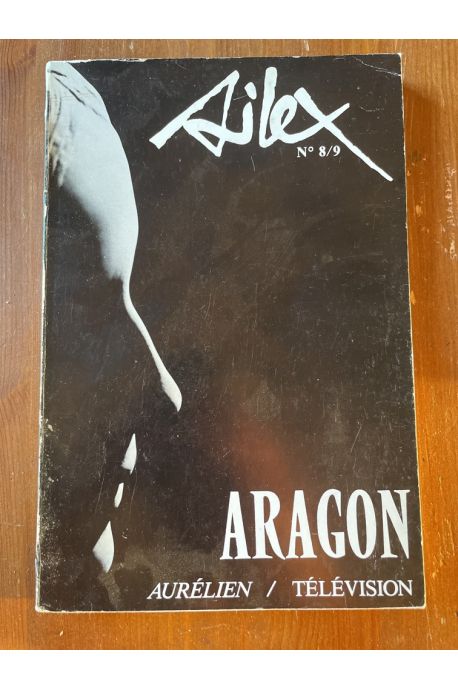 Silex
N° 8/9
ARAGON
AURÉLIEN / TÉLÉVISION